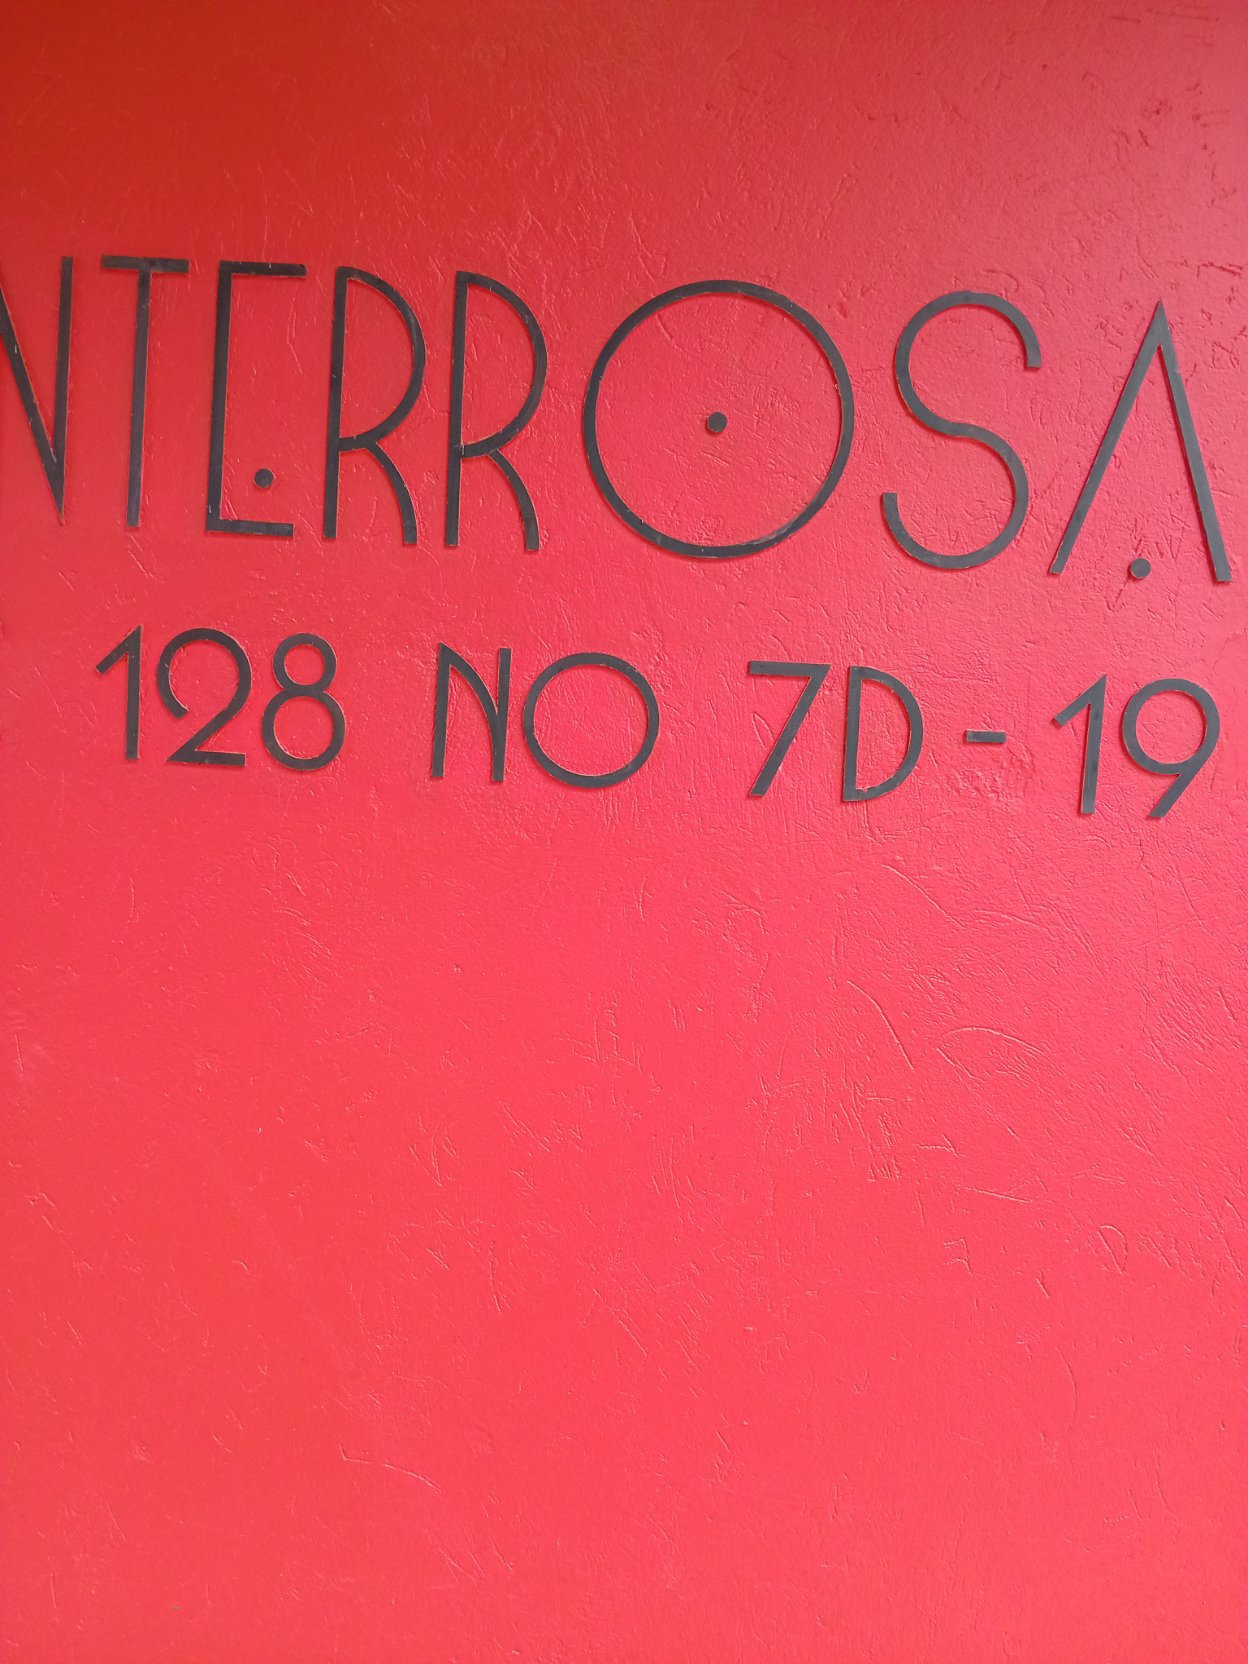 NTERROSA
128 NO 7D - 19